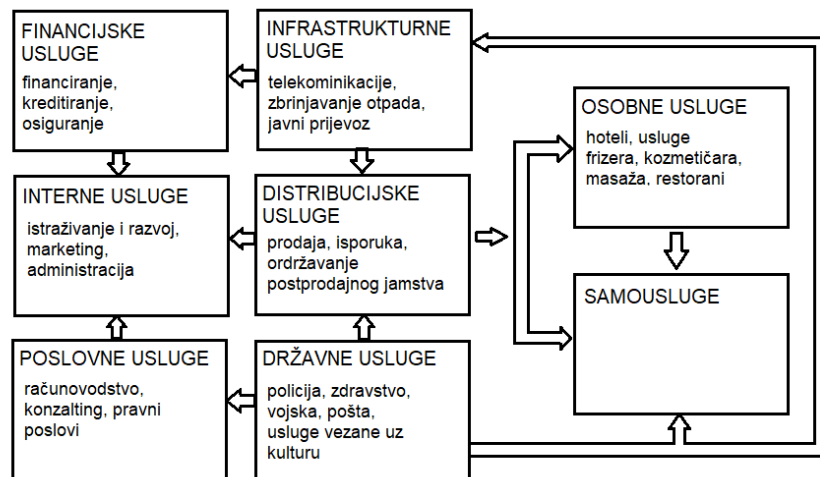 FINANCIJSKE
USLUGE
financiranje,
kreditiranje,
osiguranje
INFRASTRUKTURNE
USLUGE
telekominikacije,
zbrinjavanje otpada,
javni prijevoz
OSOBNE USLUGE
hoteli, usluge
frizera, kozmetičara,
masaža, restorani
INTERNE USLUGE
istraživanje i razvoj,
marketing,
administracija
DISTRIBUCIJSKE
USLUGE
prodaja, isporuka,
ordržavanje
postprodajnog jamstva
SAMOUSLUGE
POSLOVNE USLUGE
računovodstvo,
konzalting, pravni
poslovi
DRŽAVNE USLUGE
policija, zdravstvo,
vojska, pošta,
usluge vezane uz
kulturu